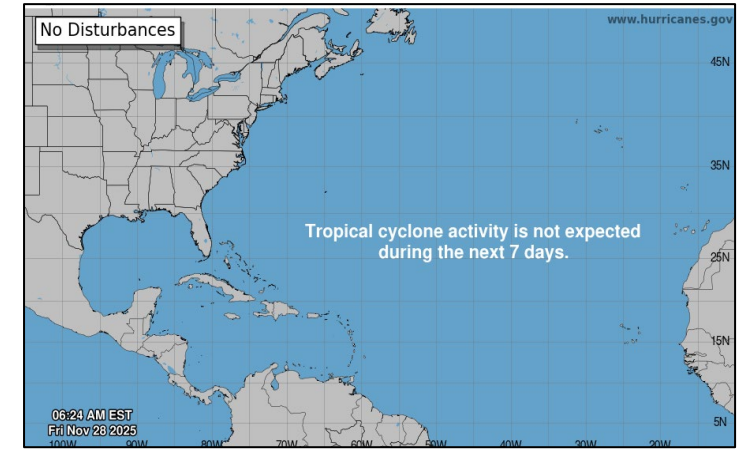 No Disturbances
www.hurricanes.gov
45N
35N
Tropical cyclone activity is not expected
during the next 7 days.
25N
15N
06:24 AM EST
Fri Nov 28 2025
5N
100W 90W 80W 70W 60W 50W 40W 30W 20W